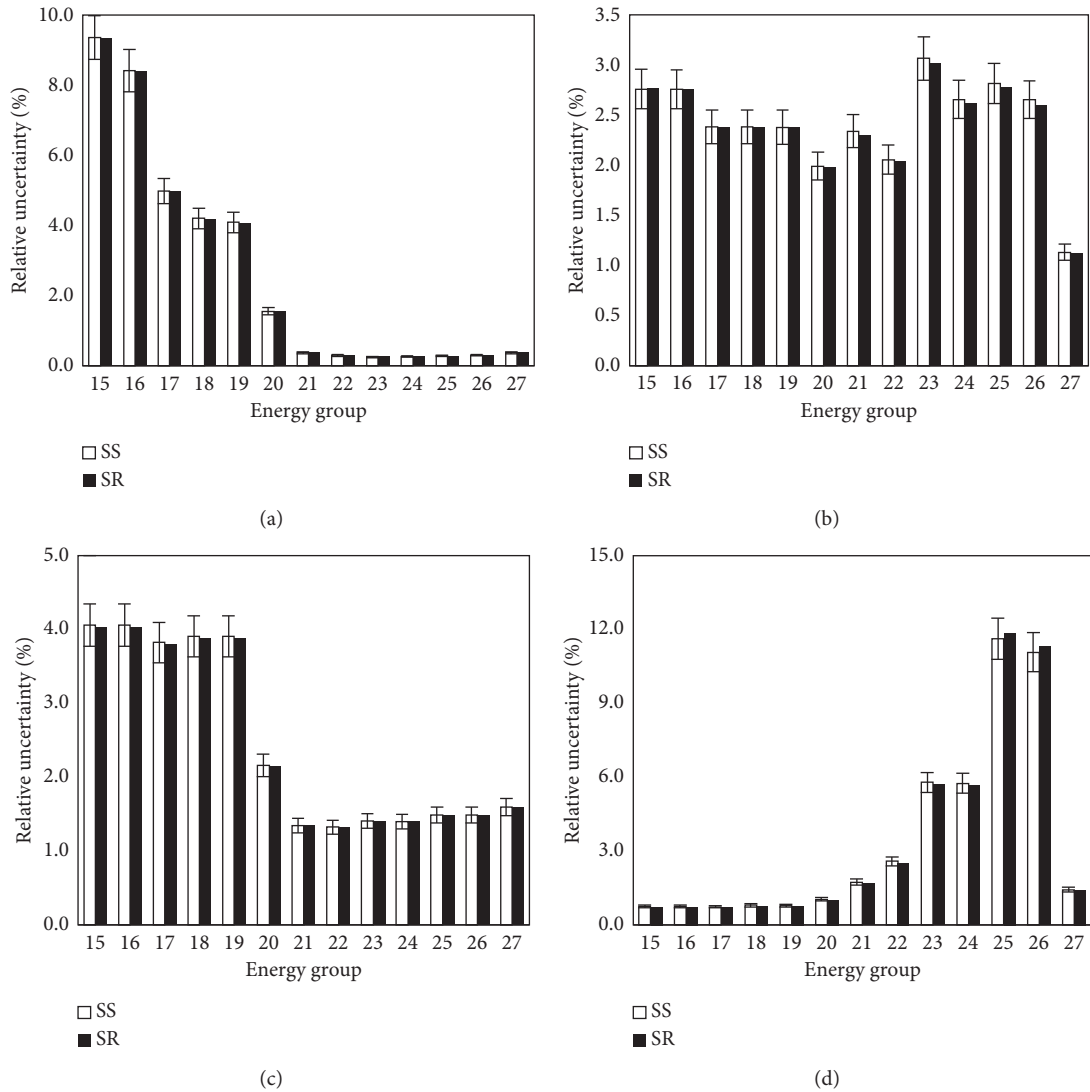 10.0
8.0
6.0
4.0
2.0
0.0
Relative uncertainty (%)
15 16 17 18 19 20 21 22 23 24 25 26 27
Energy group
SS
SR
(a)
3.5
3.0
2.5
2.0
1.5
1.0
0.5
0.0
Relative uncertainty (%)
15 16 17 18 19 20 21 22 23 24 25 26 27
Energy group
SS
SR
(b)
5.0
4.0
3.0
2.0
1.0
0.0
Relative uncertainty (%)
15 16 17 18 19 20 21 22 23 24 25 26 27
Energy group
SS
SR
(c)
15.0
12.0
9.0
6.0
3.0
0.0
Relative uncertainty (%)
15 16 17 18 19 20 21 22 23 24 25 26 27
Energy group
SS
SR
(d)